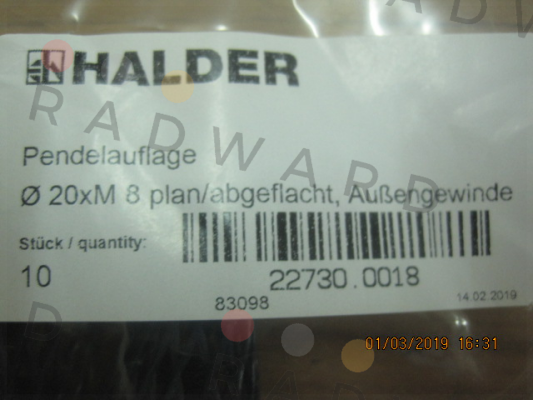 HALDER
RADWARD
Pendelauflage
Ø 20xM 8 plan/abgeflacht, Außengewinde
Stück / quantity:
10
22730.0018
83098
14.02.2019
01/03/2019 16:31